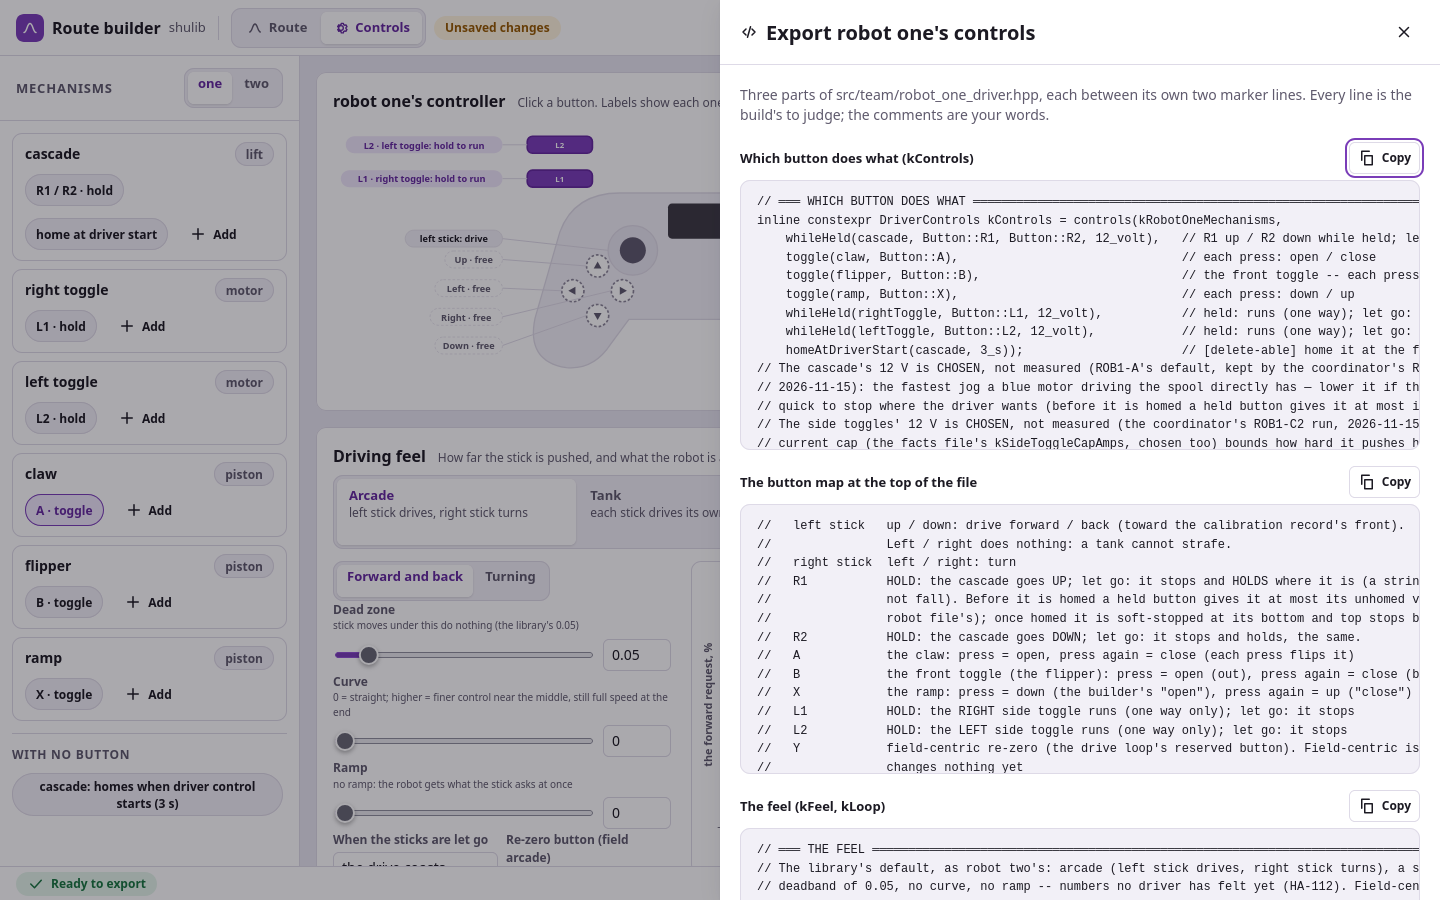 Route builder shulib Route Controls Unsaved changes
MECHANISMS one two
cascade lift
R1 / R2 · hold
home at driver start Add
right toggle motor
L1 · hold Add
left toggle motor
L2 · hold Add
claw piston
A · toggle Add
flipper piston
B · toggle Add
ramp piston
X · toggle Add
WITH NO BUTTON
cascade: homes when driver control
starts (3 s)
Ready to export
robot one's controller Click a button. Labels show each one
L2 · left toggle: hold to run L2
L1 · right toggle: hold to run L1
left stick: drive
Up · free
Left · free
Right · free
Down · free
Driving feel How far the stick is pushed, and what the robot is
Arcade
left stick drives, right stick turns
Tank
each stick drives its own
Forward and back Turning
Dead zone
stick moves under this do nothing (the library's 0.05)
0.05
Curve
0 = straight; higher = finer control near the middle, still full speed at the
end
0
Ramp
no ramp: the robot gets what the stick asks at once
0
When the sticks are let go
the drive coasts
Re-zero button (field
arcade)
the forward request, %
Export robot one's controls
Three parts of src/team/robot_one_driver.hpp, each between its own two marker lines. Every line is the
build's to judge; the comments are your words.
Which button does what (kControls) Copy
// ═══ WHICH BUTTON DOES WHAT ═══════════════════════════════════════
inline constexpr DriverControls kControls = controls(kRobotOneMechanisms,
    whileHeld(cascade, Button::R1, Button::R2, 12_volt),   // R1 up / R2 down while held; le
    toggle(claw, Button::A),                               // each press: open / close
    toggle(flipper, Button::B),                            // the front toggle -- each press
    toggle(ramp, Button::X),                               // each press: down / up
    whileHeld(rightToggle, Button::L1, 12_volt),           // held: runs (one way); let go:
    whileHeld(leftToggle, Button::L2, 12_volt),            // held: runs (one way); let go:
    homeAtDriverStart(cascade, 3_s));                      // [delete-able] home it at the f
// The cascade's 12 V is CHOSEN, not measured (ROB1-A's default, kept by the coordinator's R
// 2026-11-15): the fastest jog a blue motor driving the spool directly has — lower it if th
// quick to stop where the driver wants (before it is homed a held button gives it at most i
// The side toggles' 12 V is CHOSEN, not measured (the coordinator's ROB1-C2 run, 2026-11-15
// current cap (the facts file's kSideToggleCapAmps, chosen too) bounds how hard it pushes h
The button map at the top of the file Copy
//   left stick   up / down: drive forward / back (toward the calibration record's front).
//                Left / right does nothing: a tank cannot strafe.
//   right stick  left / right: turn
//   R1           HOLD: the cascade goes UP; let go: it stops and HOLDS where it is (a strin
//                not fall). Before it is homed a held button gives it at most its unhomed v
//                robot file's); once homed it is soft-stopped at its bottom and top stops b
//   R2           HOLD: the cascade goes DOWN; let go: it stops and holds, the same.
//   A            the claw: press = open, press again = close (each press flips it)
//   B            the front toggle (the flipper): press = open (out), press again = close (b
//   X            the ramp: press = down (the builder's "open"), press again = up ("close")
//   L1           HOLD: the RIGHT side toggle runs (one way only); let go: it stops
//   L2           HOLD: the LEFT side toggle runs (one way only); let go: it stops
//   Y            field-centric re-zero (the drive loop's reserved button). Field-centric is
//                changes nothing yet
The feel (kFeel, kLoop) Copy
// ═══ THE FEEL ═══════════════════════════════════════
// The library's default, as robot two's: arcade (left stick drives, right stick turns), a s
// deadband of 0.05, no curve, no ramp -- numbers no driver has felt yet (HA-112). Field-cen